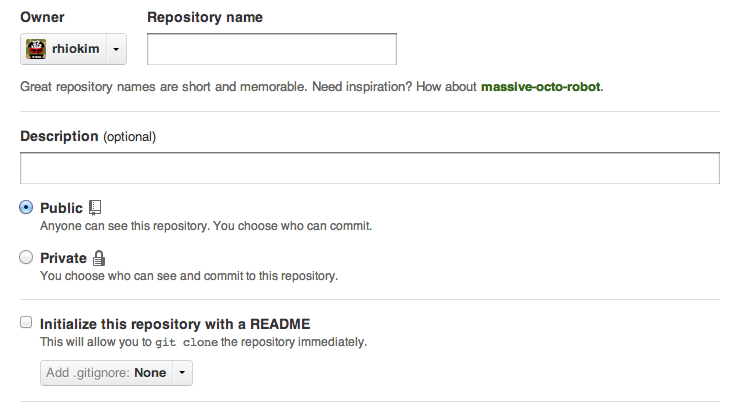 Owner Repository name
rhiokim
Great repository names are short and memorable. Need inspiration? How about massive-octo-robot.
Description (optional)
Public
Anyone can see this repository. You choose who can commit.
Private
You choose who can see and commit to this repository.
Initialize this repository with a README
This will allow you to git clone the repository immediately.
Add .gitignore: None